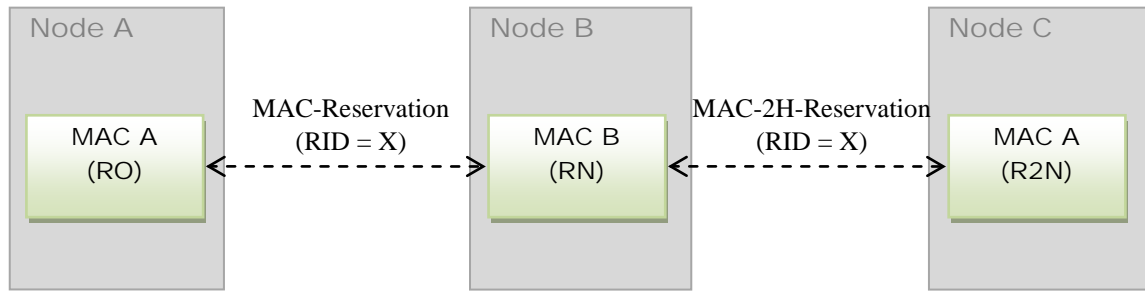 Node A
Node B
Node C
MAC-Reservation
(RID = X)
MAC-2H-Reservation
(RID = X)
MAC A
(RO)
MAC B
(RN)
MAC A
(R2N)